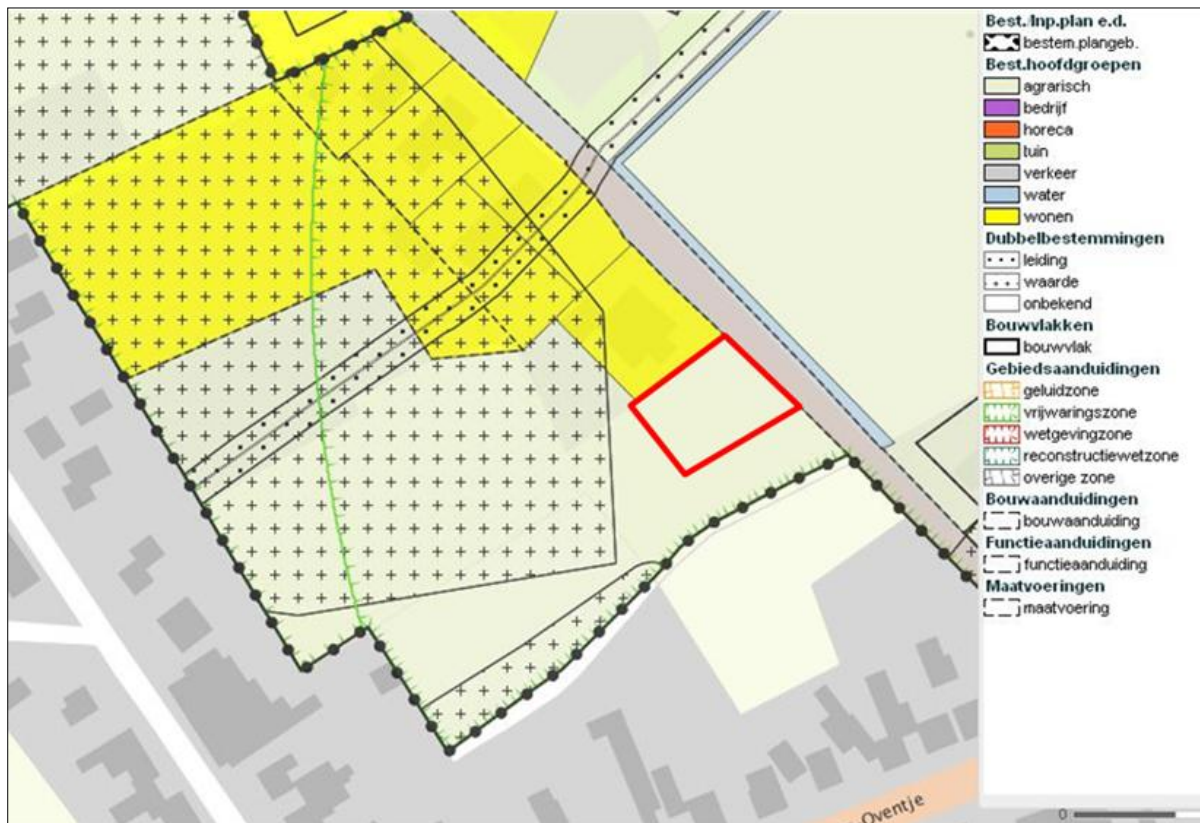 Best./Inp.plan e.d.
bestem.plangeb.
Best.hoofdgroepen
agrarisch
bedrijf
horeca
tuin
verkeer
water
wonen
Dubbelbestemmingen
leiding
waarde
onbekend
Bouwvlakken
bouwvlak
Gebiedsaanduidingen
geluidzone
vrijwaringszone
wetgevingzone
reconstructiewetzone
overige zone
Bouwaanduidingen
bouwaanduiding
Functieaanduidingen
functieaanduiding
Maatvoeringen
maatvoering
0
-Oventje